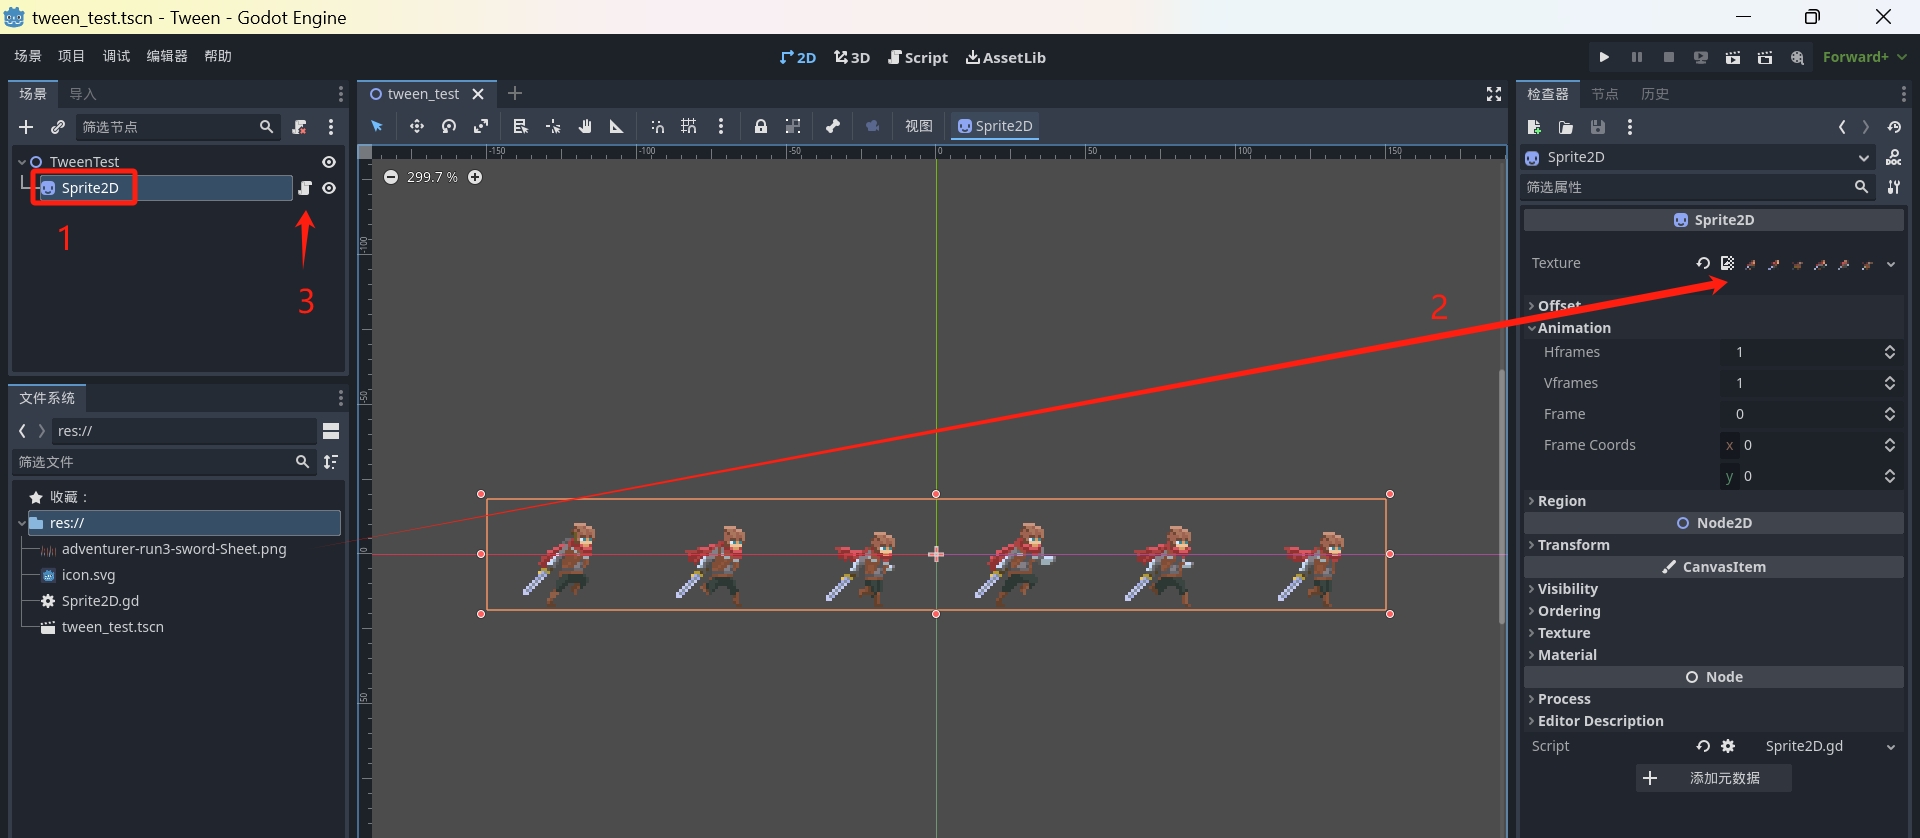 tween_test.tscn - Tween - Godot Engine
场景 项目 调试 编辑器 帮助
2D 3D Script AssetLib
Forward+
场景 导入
筛选节点
TweenTest
Sprite2D
1
3
文件系统
res://
筛选文件
收藏：
res://
adventurer-run3-sword-Sheet.png
icon.svg
Sprite2D.gd
tween_test.tscn
tween_test
视图 Sprite2D
-150 -100 -50 0 50 100 150
299.7 %
-100
-50
0
50
2
检查器 节点 历史
Sprite2D
DOC
筛选属性
Sprite2D
Texture
Offset
Animation
Hframes 1
Vframes 1
Frame 0
Frame Coords x 0
y 0
Region
Node2D
Transform
CanvasItem
Visibility
Ordering
Texture
Material
Node
Process
Editor Description
Script Sprite2D.gd
添加元数据